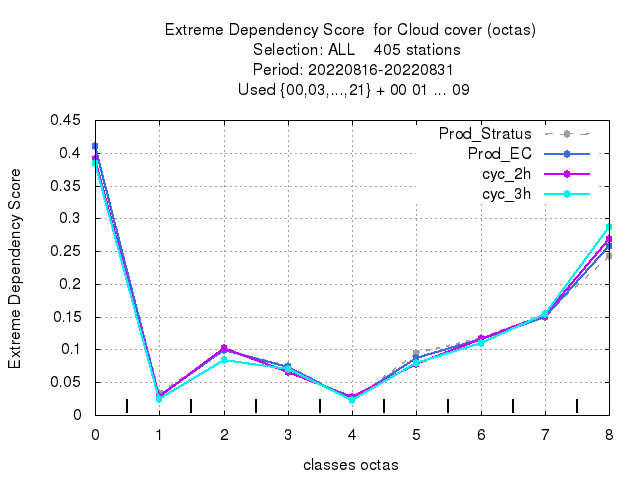 Extreme Dependency Score  for Cloud cover (octas)
Selection: ALL    405 stations
Period: 20220816-20220831
Used {00,03,...,21} + 00 01 ... 09
Prod_Stratus
Prod_EC
cyc_2h
cyc_3h
Extreme Dependency Score
0.45
0.4
0.35
0.3
0.25
0.2
0.15
0.1
0.05
0
0 1 2 3 4 5 6 7 8
classes octas